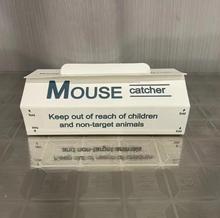 MOUSE catcher
Keep out of reach of children
and non-target animals